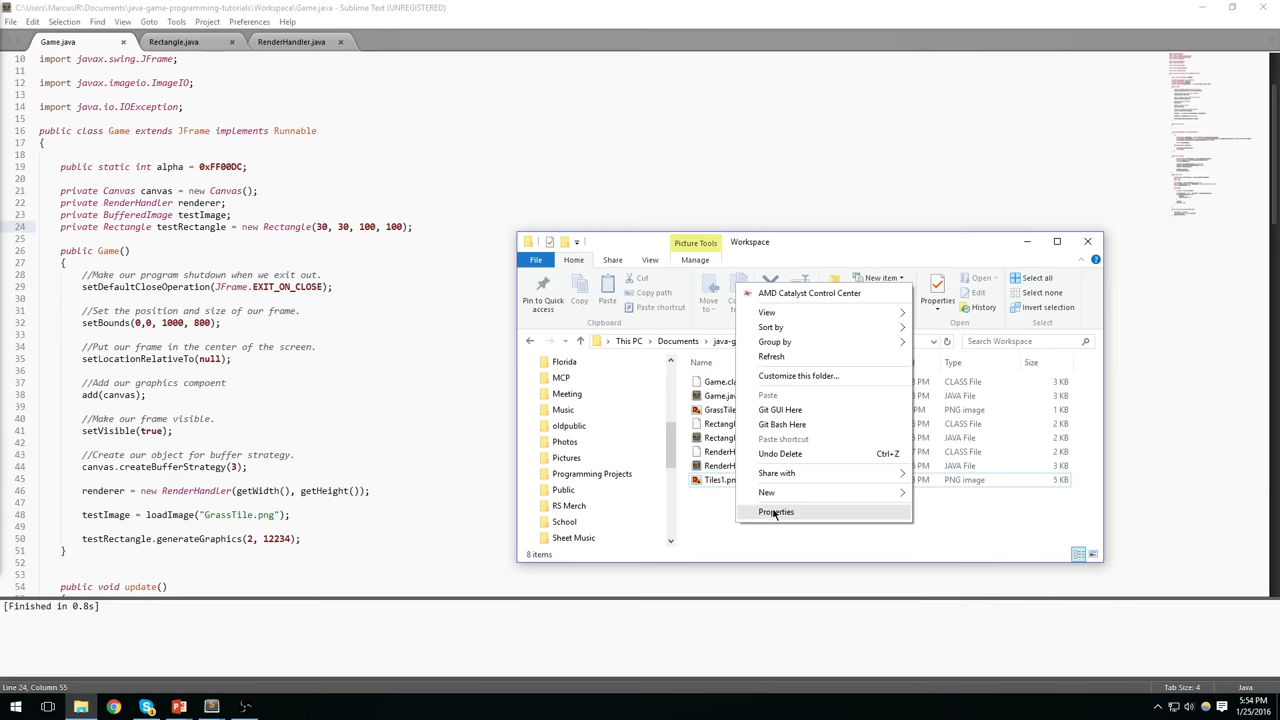 C:\Users\MarcusJR\Documents\java-game-programming-tutorials\Workspace\Game.java - Sublime Text (UNREGISTERED)
File Edit Selection Find View Goto Tools Project Preferences Help
Game.java Rectangle.java RenderHandler.java
10 import javax.swing.JFrame;
11
12 import javax.imageio.ImageIO;
13
14 import java.io.IOException;
15
16 public class Game extends JFrame implements Runnable
17 {
18
19 public static int alpha = 0xFF00DC;
20
21 private Canvas canvas = new Canvas();
22 private RenderHandler renderer;
23 private BufferedImage testImage;
24 private Rectangle testRectangle = new Rectangle(30, 30, 100, 100);
25
26 public Game()
27 {
28 //Make our program shutdown when we exit out.
29 setDefaultCloseOperation(JFrame.EXIT_ON_CLOSE);
30
31 //Set the position and size of our frame.
32 setBounds(0,0, 1000, 800);
33
34 //Put our frame in the center of the screen.
35 setLocationRelativeTo(null);
36
37 //Add our graphics compoent
38 add(canvas);
39
40 //Make our frame visible.
41 setVisible(true);
42
43 //Create our object for buffer strategy.
44 canvas.createBufferStrategy(3);
45
46 renderer = new RenderHandler(getWidth(), getHeight());
47
48 testImage = loadImage("GrassTile.png");
49
50 testRectangle.generateGraphics(2, 12234);
51 }
52
53
54 public void update()
[Finished in 0.8s]
Line 24, Column 55
Tab Size: 4 Java
Picture Tools Workspace
File Home Share View Manage
Pin to Quick Access
Copy
Paste
Cut
Copy path
Paste shortcut
Clipboard
Move to
New item
Properties
Open
Edit
History
Open
Select all
Select none
Invert selection
Select
This PC Documents
Search Workspace
Florida
MCP
Meeting
Music
oldpublic
Photos
Pictures
Programming Projects
Public
RS Merch
School
Sheet Music
Name Type Size
CLASS File 3 KB
JAVA File 3 KB
PNG image 1 KB
CLASS File 2 KB
JAVA File 2 KB
CLASS File 3 KB
JAVA File 3 KB
PNG image 5 KB
8 items
AMD Catalyst Control Center
View
Sort by
Group by
Refresh
Customize this folder...
Paste
Git GUI Here
Git Bash Here
Paste shortcut
Undo Delete Ctrl+Z
Share with
New
Properties
5:54 PM
1/25/2016